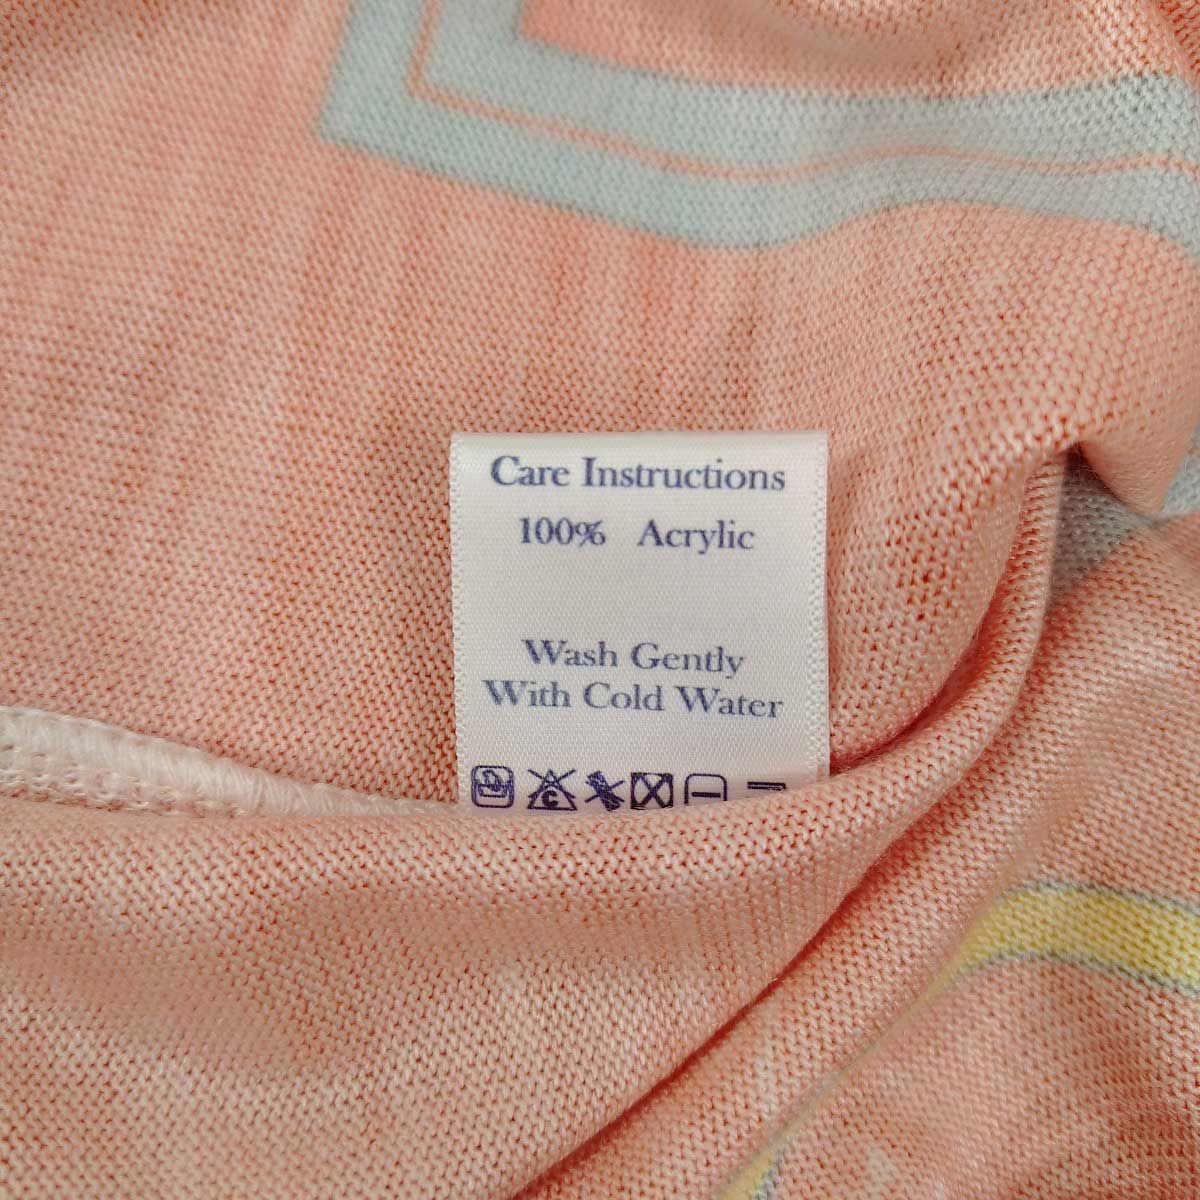 Care Instructions
100% Acrylic
Wash Gently
With Cold Water